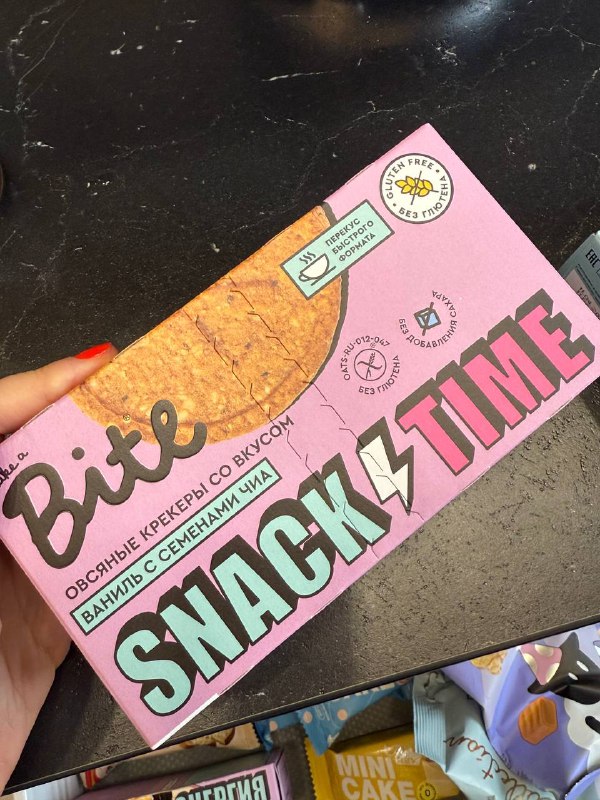 GLUTEN FREE •
• БЕЗ ГЛЮТЕНА
ПЕРЕКУС
БЫСТРОГО
ФОРМАТА
БЕЗ ДОБАВЛЕНИЯ САХАРА
OATS-RU-012-047
БЕЗ ГЛЮТЕНА
Bite
ОВСЯНЫЕ КРЕКЕРЫ СО ВКУСОМ
ВАНИЛЬ С СЕМЕНАМИ ЧИА
SNACK TIME
MINI
CAKE